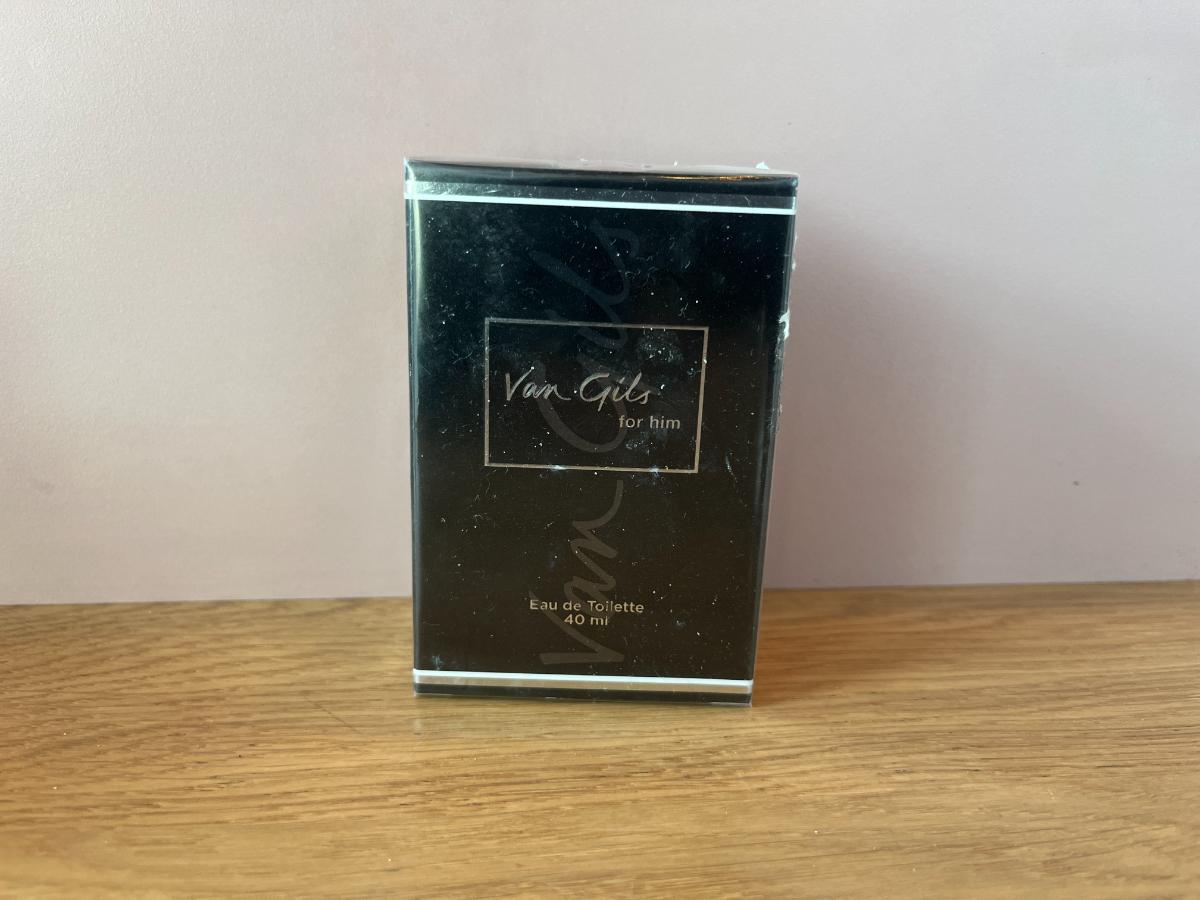 Van Gils
for him
Van Gils
Eau de Toilette
40 ml